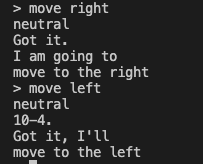 > move right
neutral
Got it.
I am going to
move to the right
> move left
neutral
10-4.
Got it, I'll
move to the left